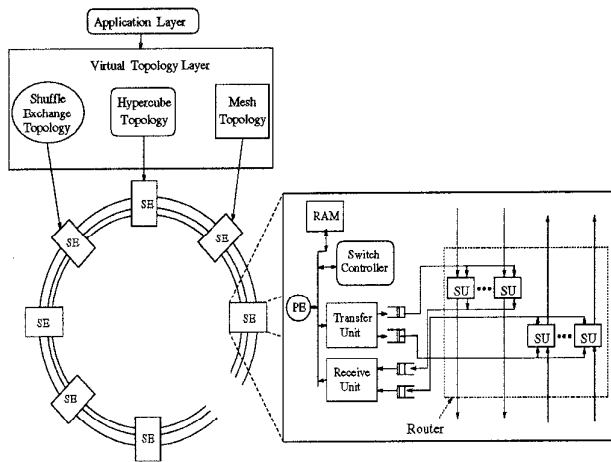 Application Layer
Virtual Topology Layer
Shuffle
Exchange
Topology
Hypercube
Topology
Mesh
Topology
SE
SE
SE
SE
SE
SE
SE
RAM
Switch
Controller
PE
Transfer
Unit
Receive
Unit
SU
SU
SU
SU
Router